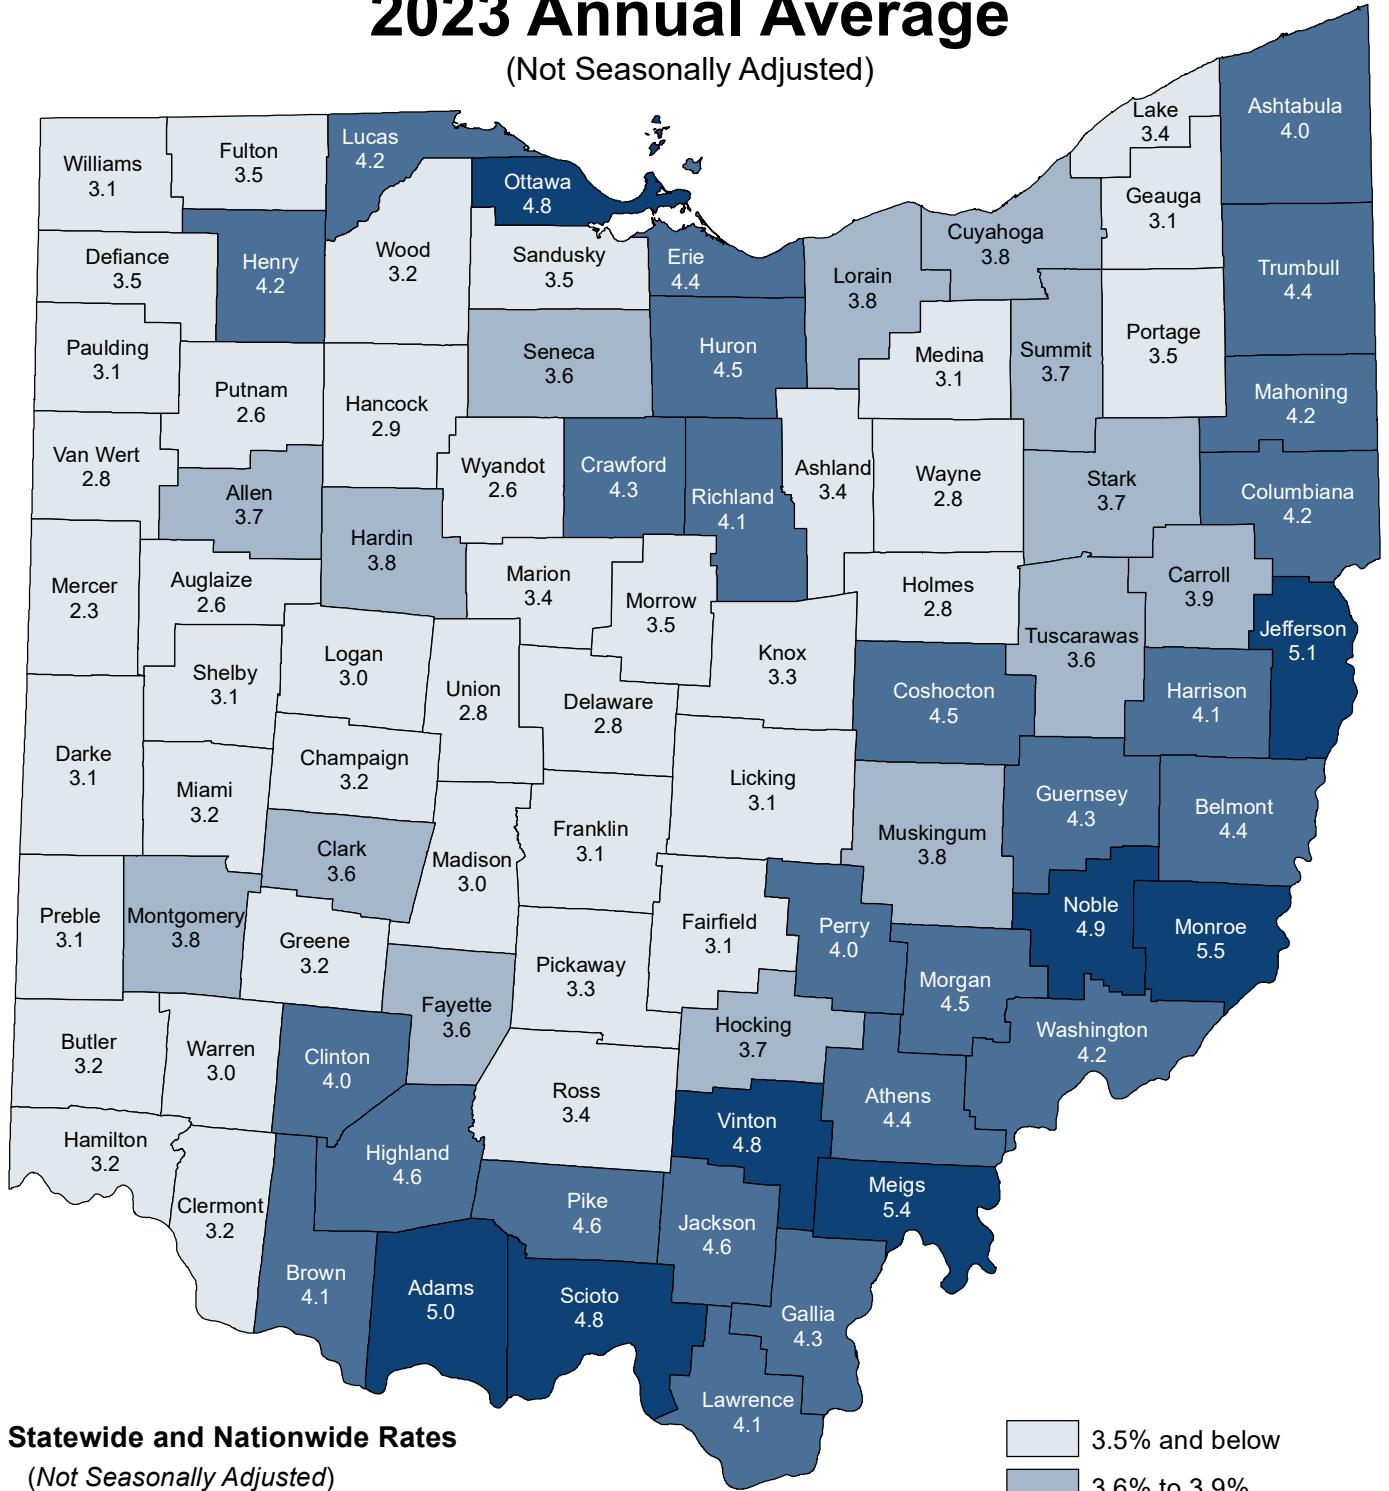 2023 Annual Average
(Not Seasonally Adjusted)
Lake
3.4
Ashtabula
4.0
Williams
3.1
Fulton
3.5
Lucas
4.2
Ottawa
4.8
Geauga
3.1
Defiance
3.5
Henry
4.2
Wood
3.2
Sandusky
3.5
Erie
4.4
Lorain
3.8
Cuyahoga
3.8
Trumbull
4.4
Paulding
3.1
Putnam
2.6
Hancock
2.9
Seneca
3.6
Huron
4.5
Medina
3.1
Summit
3.7
Portage
3.5
Mahoning
4.2
Van Wert
2.8
Allen
3.7
Wyandot
2.6
Crawford
4.3
Richland
4.1
Ashland
3.4
Wayne
2.8
Stark
3.7
Columbiana
4.2
Mercer
2.3
Auglaize
2.6
Hardin
3.8
Marion
3.4
Morrow
3.5
Holmes
2.8
Tuscarawas
3.6
Carroll
3.9
Jefferson
5.1
Shelby
3.1
Logan
3.0
Union
2.8
Delaware
2.8
Knox
3.3
Coshocton
4.5
Harrison
4.1
Darke
3.1
Miami
3.2
Champaign
3.2
Licking
3.1
Muskingum
3.8
Guernsey
4.3
Belmont
4.4
Clark
3.6
Madison
3.0
Franklin
3.1
Preble
3.1
Montgomery
3.8
Greene
3.2
Pickaway
3.3
Fairfield
3.1
Perry
4.0
Morgan
4.5
Noble
4.9
Monroe
5.5
Fayette
3.6
Hocking
3.7
Washington
4.2
Butler
3.2
Warren
3.0
Clinton
4.0
Ross
3.4
Vinton
4.8
Athens
4.4
Hamilton
3.2
Clermont
3.2
Highland
4.6
Pike
4.6
Jackson
4.6
Meigs
5.4
Brown
4.1
Adams
5.0
Scioto
4.8
Gallia
4.3
Lawrence
4.1
Statewide and Nationwide Rates
(Not Seasonally Adjusted)
3.5% and below
3.6% to 3.9%